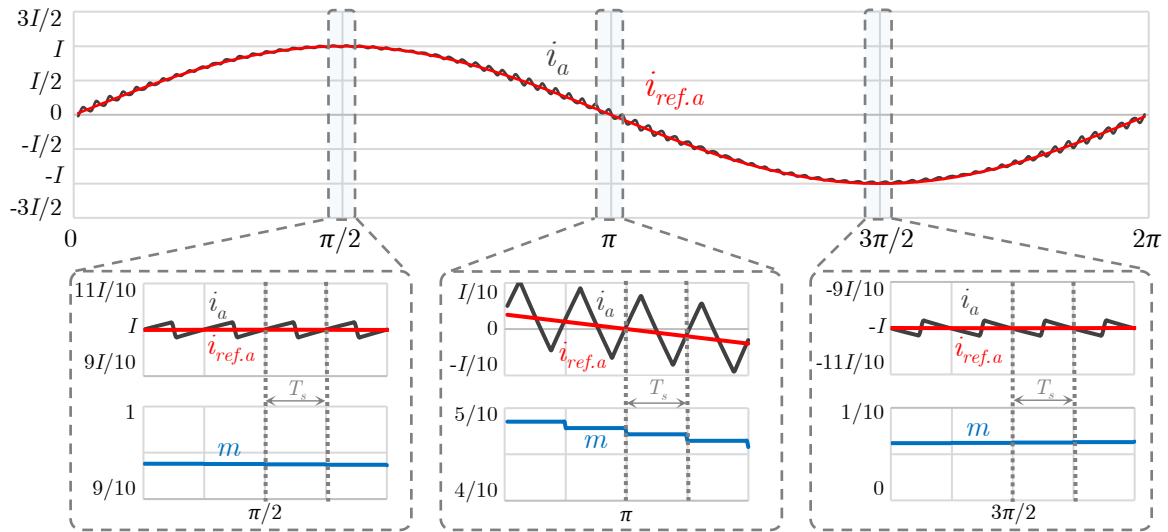 3I/2
I
I/2
0
-I/2
-I
-3I/2
i_a
i_ref.a
0
π/2
π
3π/2
2π
11I/10
I
9I/10
i_a
i_ref.a
T_s
1
9/10
m
π/2
I/10
0
-I/10
i_a
i_ref.a
T_s
5/10
4/10
m
π
-9I/10
-I
-11I/10
i_a
i_ref.a
T_s
1/10
0
m
3π/2